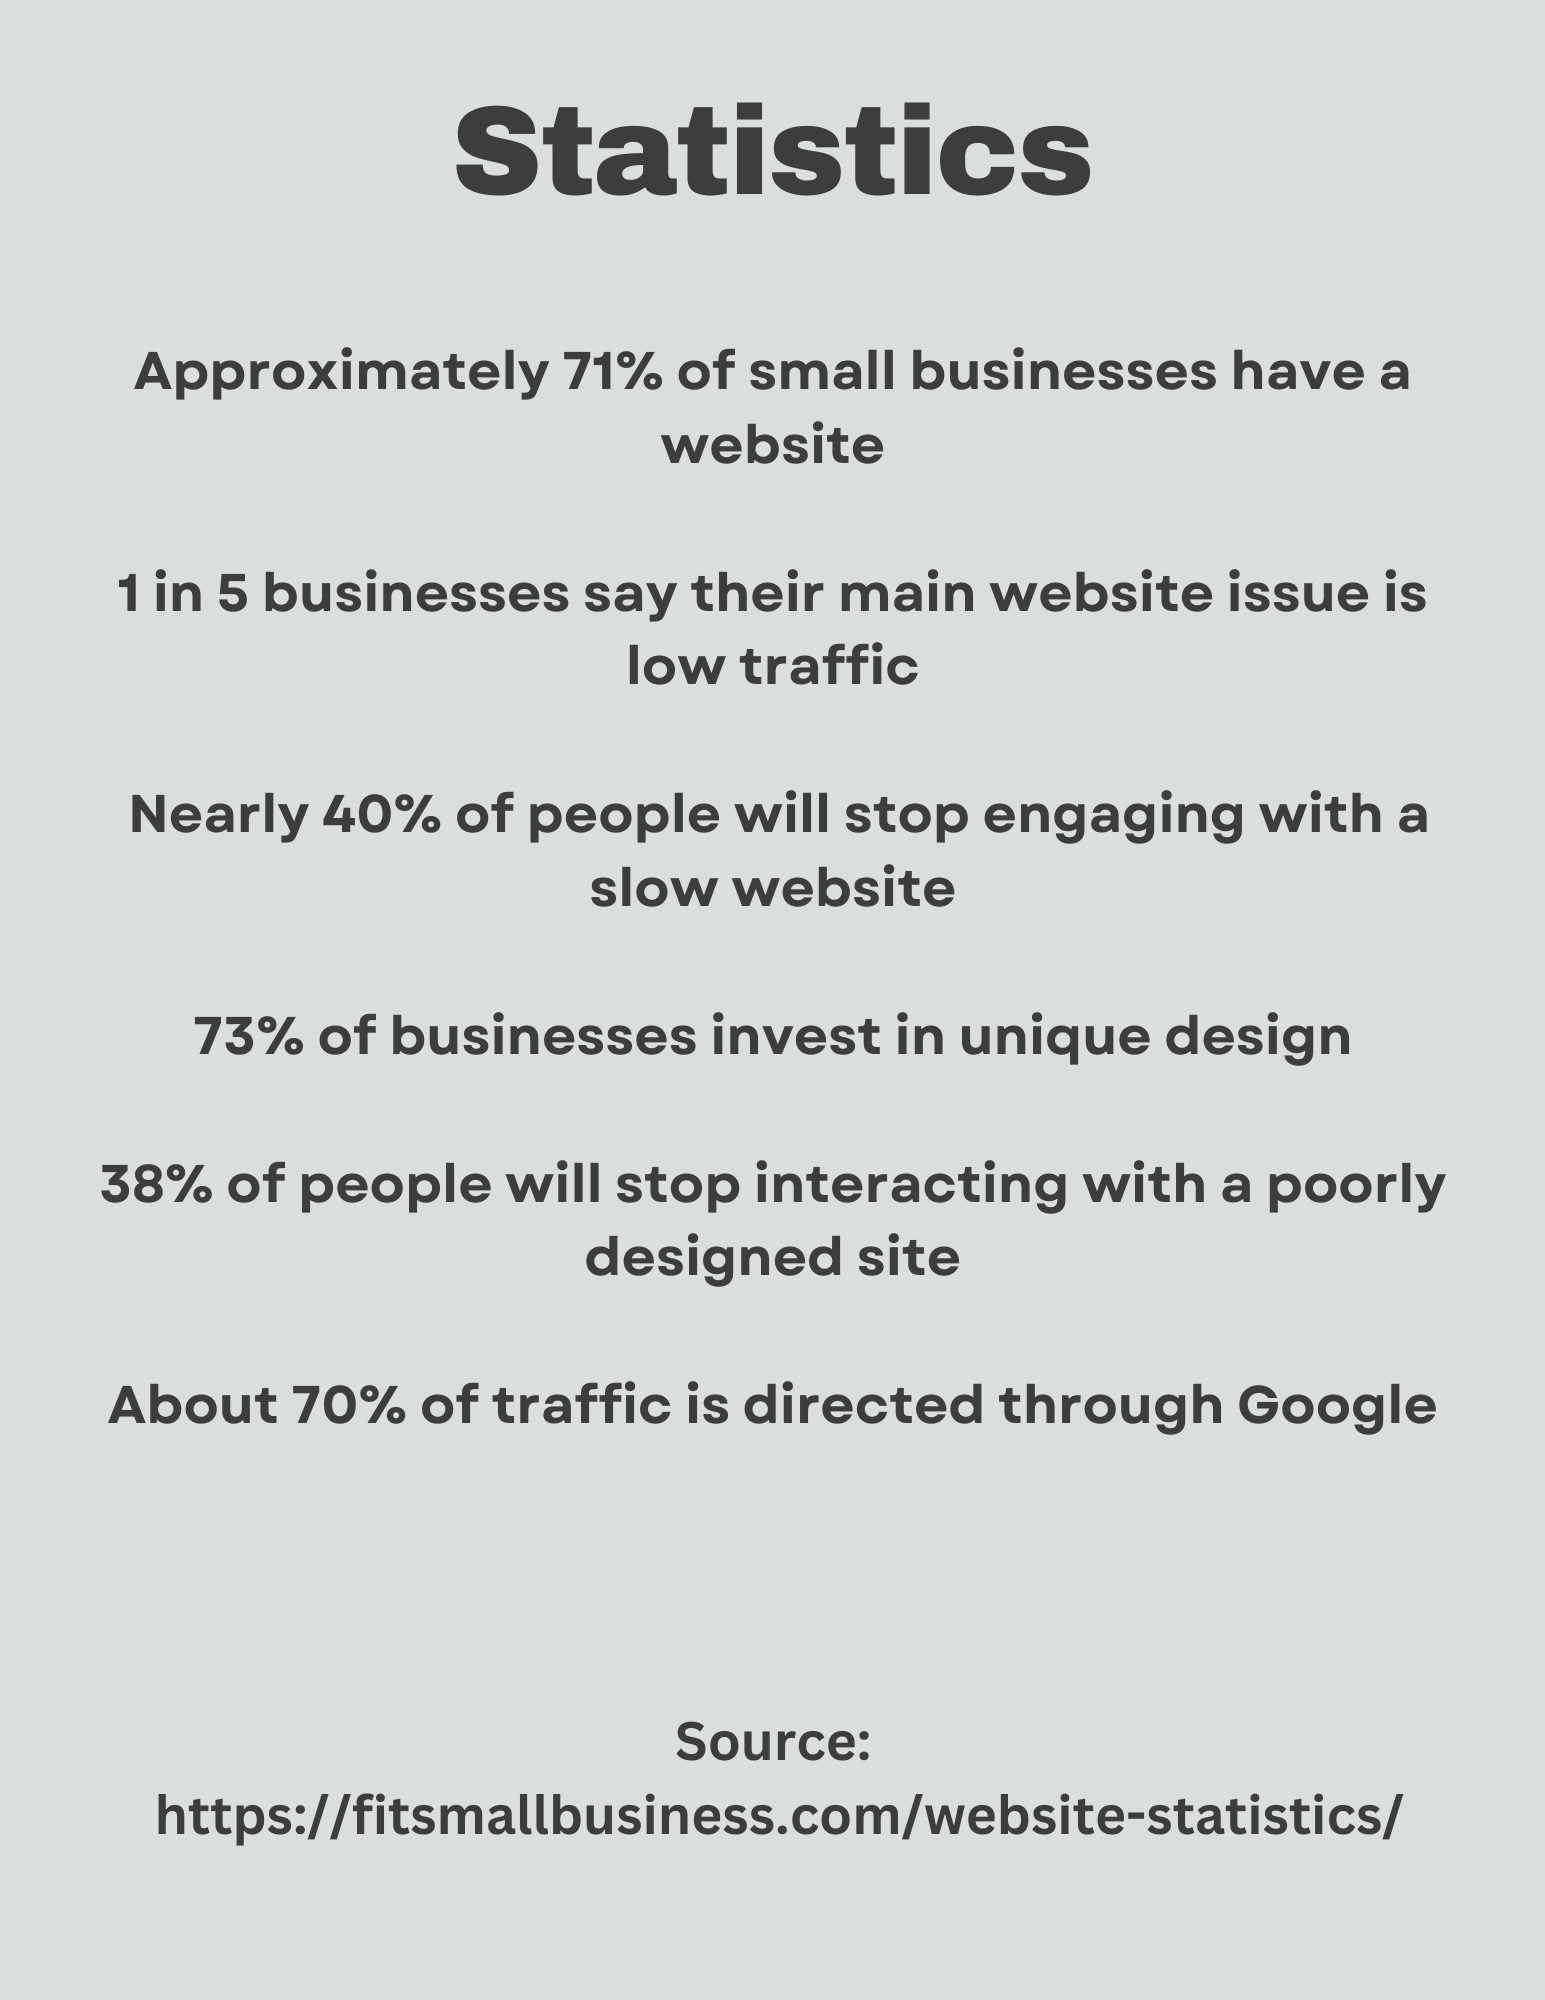 Statistics
Approximately 71% of small businesses have a
website
1 in 5 businesses say their main website issue is
low traffic
Nearly 40% of people will stop engaging with a
slow website
73% of businesses invest in unique design
38% of people will stop interacting with a poorly
designed site
About 70% of traffic is directed through Google
Source:
https://fitsmallbusiness.com/website-statistics/